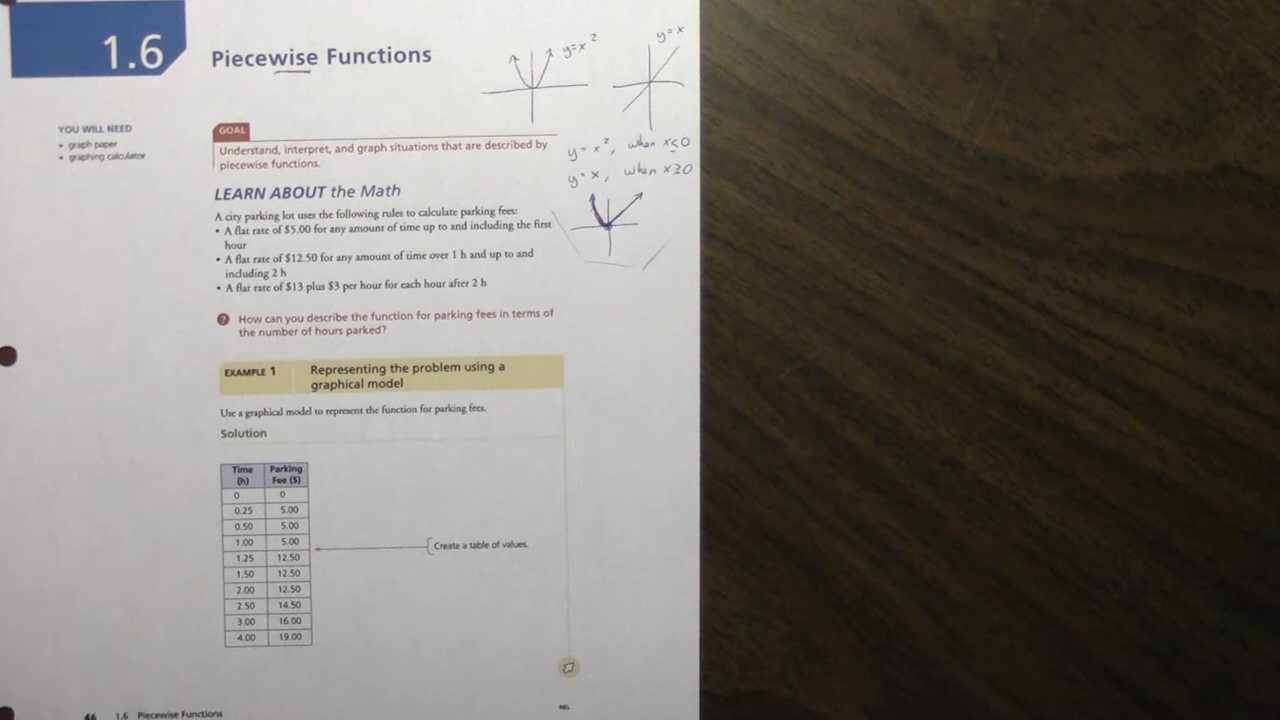 1.6
Piecewise Functions
y=x²
y=x
YOU WILL NEED
• graph paper
• graphing calculator
GOAL
Understand, interpret, and graph situations that are described by
piecewise functions.
y=x², when x≤0
y=x, when x≥0
LEARN ABOUT the Math
A city parking lot uses the following rules to calculate parking fees:
• A flat rate of $5.00 for any amount of time up to and including the first
hour
• A flat rate of $12.50 for any amount of time over 1 h and up to and
including 2 h
• A flat rate of $13 plus $3 per hour for each hour after 2 h
? How can you describe the function for parking fees in terms of
the number of hours parked?
EXAMPLE 1 Representing the problem using a
graphical model
Use a graphical model to represent the function for parking fees.
Solution
Time Parking
(h) Fee ($)
0 0
0.25 5.00
0.50 5.00
1.00 5.00
1.25 12.50
1.50 12.50
2.00 12.50
2.50 14.50
3.00 16.00
4.00 19.00
Create a table of values.
46 1.6 Piecewise Functions
NEL